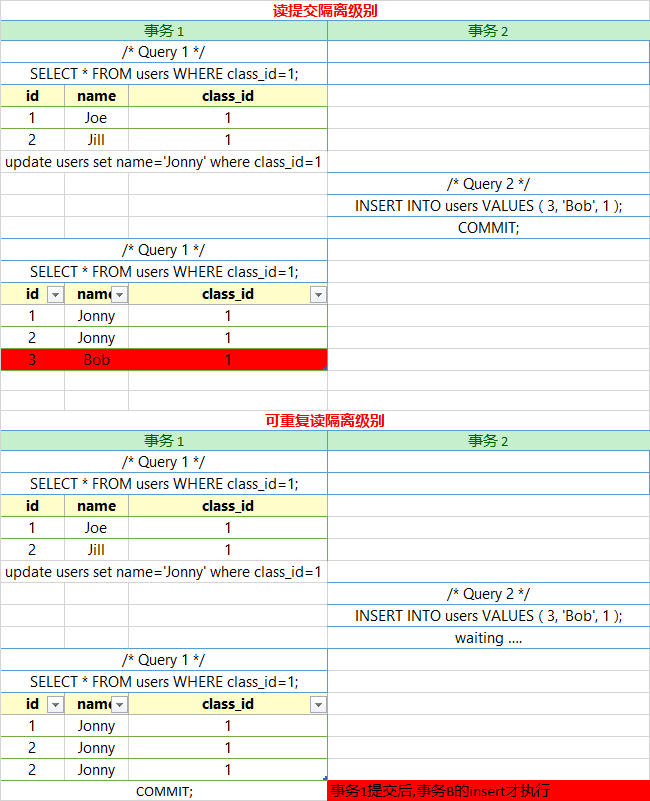 读提交隔离级别
事务 1 事务 2
/* Query 1 */
SELECT * FROM users WHERE class_id=1;
id name class_id
1 Joe 1
2 Jill 1
update users set name='Jonny' where class_id=1
/* Query 2 */
INSERT INTO users VALUES ( 3, 'Bob', 1 );
COMMIT;
/* Query 1 */
SELECT * FROM users WHERE class_id=1;
id name class_id
1 Jonny 1
2 Jonny 1
3 Bob 1
可重复读隔离级别
事务 1 事务 2
/* Query 1 */
SELECT * FROM users WHERE class_id=1;
id name class_id
1 Joe 1
2 Jill 1
update users set name='Jonny' where class_id=1
/* Query 2 */
INSERT INTO users VALUES ( 3, 'Bob', 1 );
waiting ....
/* Query 1 */
SELECT * FROM users WHERE class_id=1;
id name class_id
1 Jonny 1
2 Jonny 1
2 Jonny 1
COMMIT; 事务1提交后,事务B的insert才执行